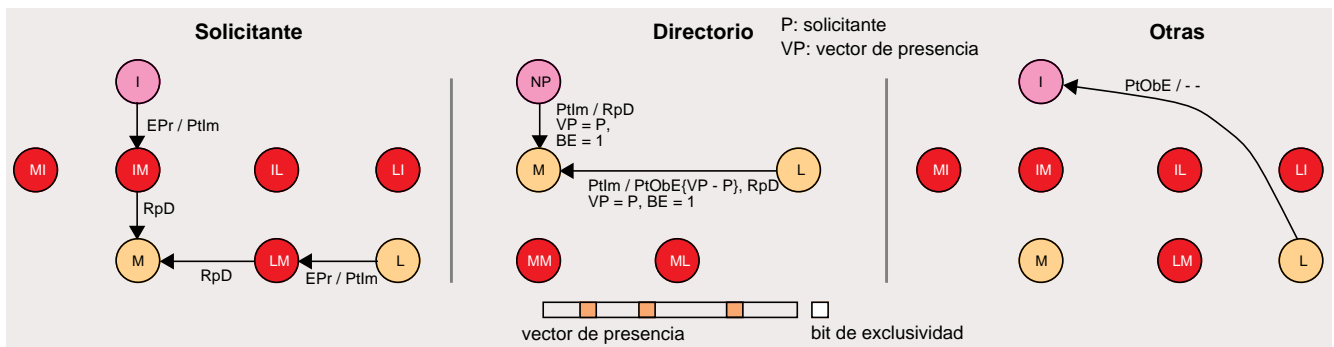 Solicitante
Directorio
P: solicitante
VP: vector de presencia
Otras
I
EPr / PtIm
MI
IM
IL
LI
RpD
M
RpD
LM
EPr / PtIm
L
NP
PtIm / RpD
VP = P,
BE = 1
M
L
PtIm / PtObE{VP - P}, RpD
VP = P, BE = 1
MM
ML
vector de presencia
bit de exclusividad
I
PtObE / - -
MI
IM
IL
LI
M
LM
L